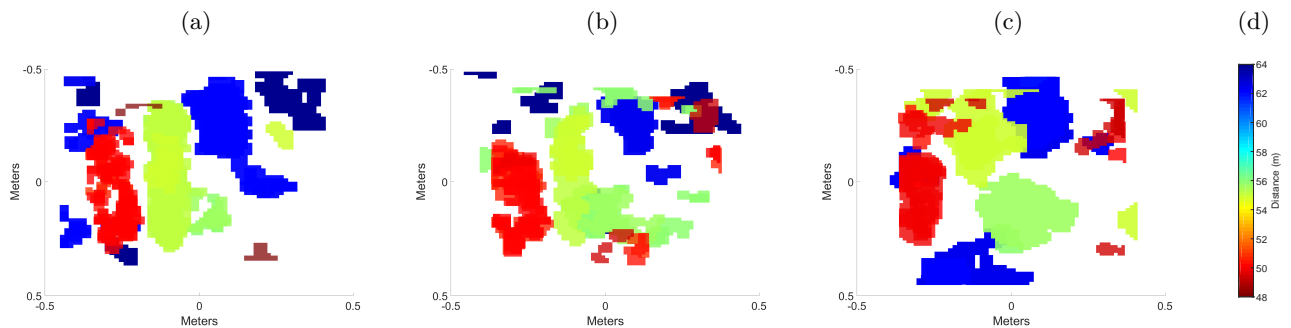 (a) (b) (c) (d)
-0.5 -0.5 -0.5 64
62
60
Meters 0 Meters 0 Meters 0 58
56
54
52
50
0.5 0.5 0.5 48
Distance (m)
-0.5 0 0.5 -0.5 0 0.5 -0.5 0 0.5
Meters Meters Meters